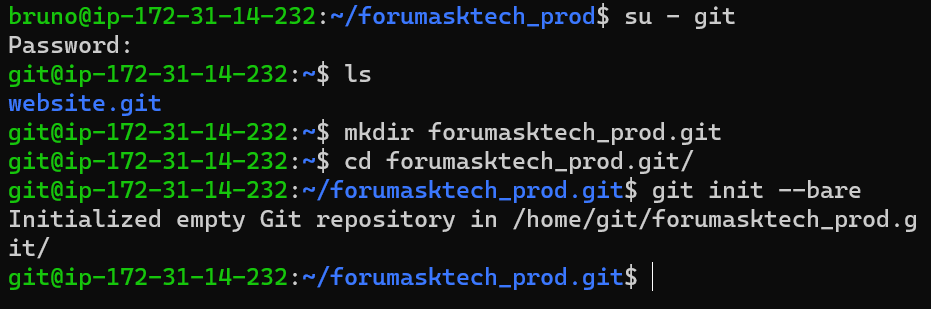 bruno@ip-172-31-14-232:~/forumasktech_prod$ su - git
Password:
git@ip-172-31-14-232:~$ ls
website.git
git@ip-172-31-14-232:~$ mkdir forumasktech_prod.git
git@ip-172-31-14-232:~$ cd forumasktech_prod.git/
git@ip-172-31-14-232:~/forumasktech_prod.git$ git init --bare
Initialized empty Git repository in /home/git/forumasktech_prod.g
it/
git@ip-172-31-14-232:~/forumasktech_prod.git$